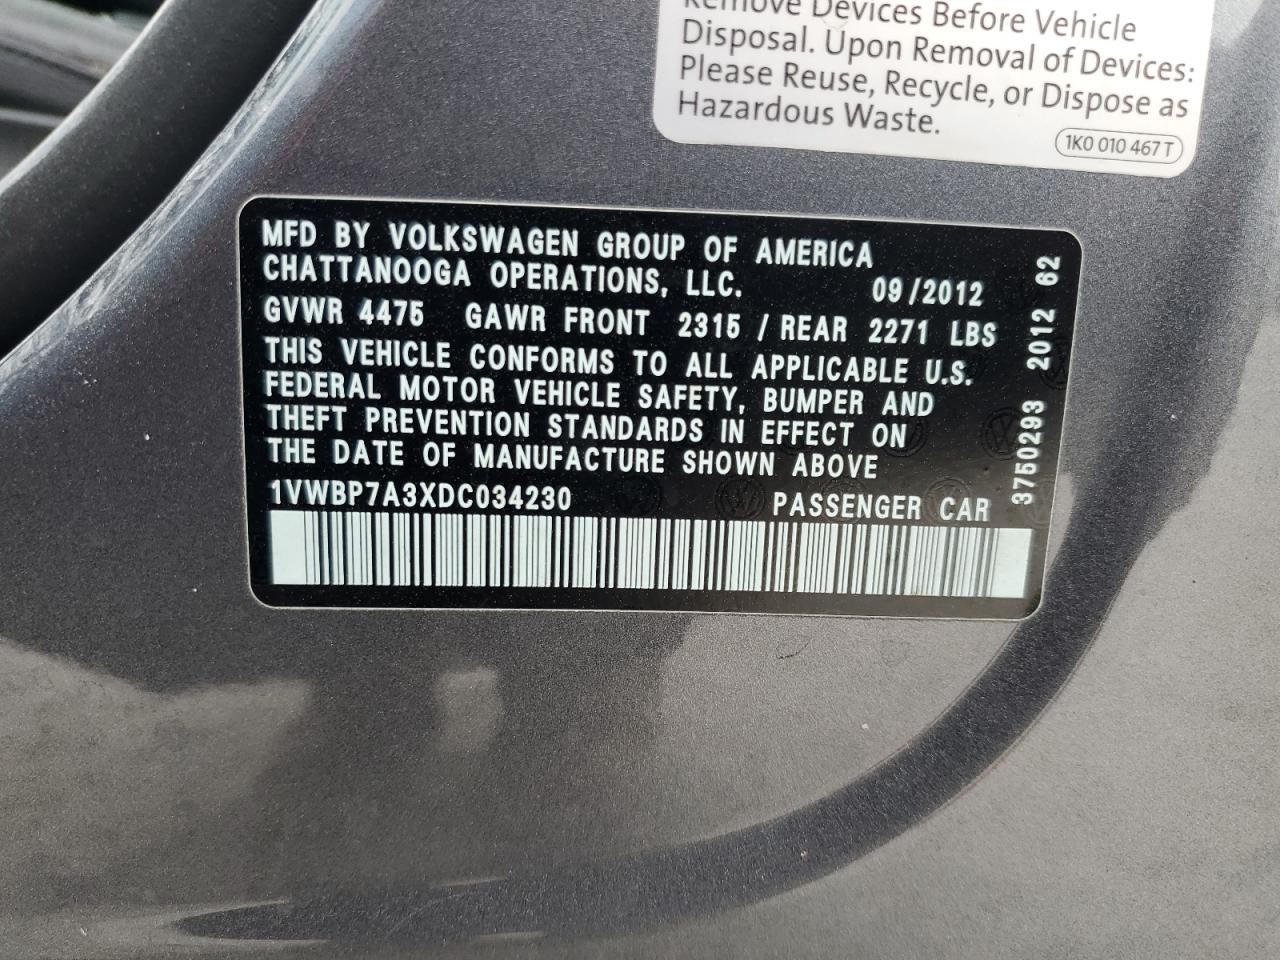 Remove Devices Before Vehicle
Disposal. Upon Removal of Devices:
Please Reuse, Recycle, or Dispose as
Hazardous Waste.
1K0 010 467 T
MFD BY VOLKSWAGEN GROUP OF AMERICA
CHATTANOOGA OPERATIONS, LLC. 09/2012
GVWR 4475 GAWR FRONT 2315 / REAR 2271 LBS
THIS VEHICLE CONFORMS TO ALL APPLICABLE U.S.
FEDERAL MOTOR VEHICLE SAFETY, BUMPER AND
THEFT PREVENTION STANDARDS IN EFFECT ON
THE DATE OF MANUFACTURE SHOWN ABOVE
1VWBP7A3XDC034230 PASSENGER CAR
3750293 2012 62